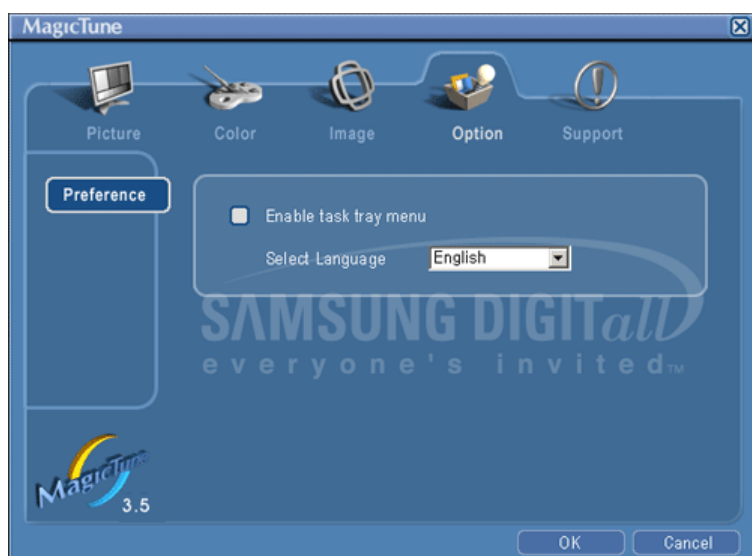 MagicTune
Picture Color Image Option Support
Preference
Enable task tray menu
Select Language English
SAMSUNG DIGITall
everyone's invited™
MagicTune
3.5
OK Cancel